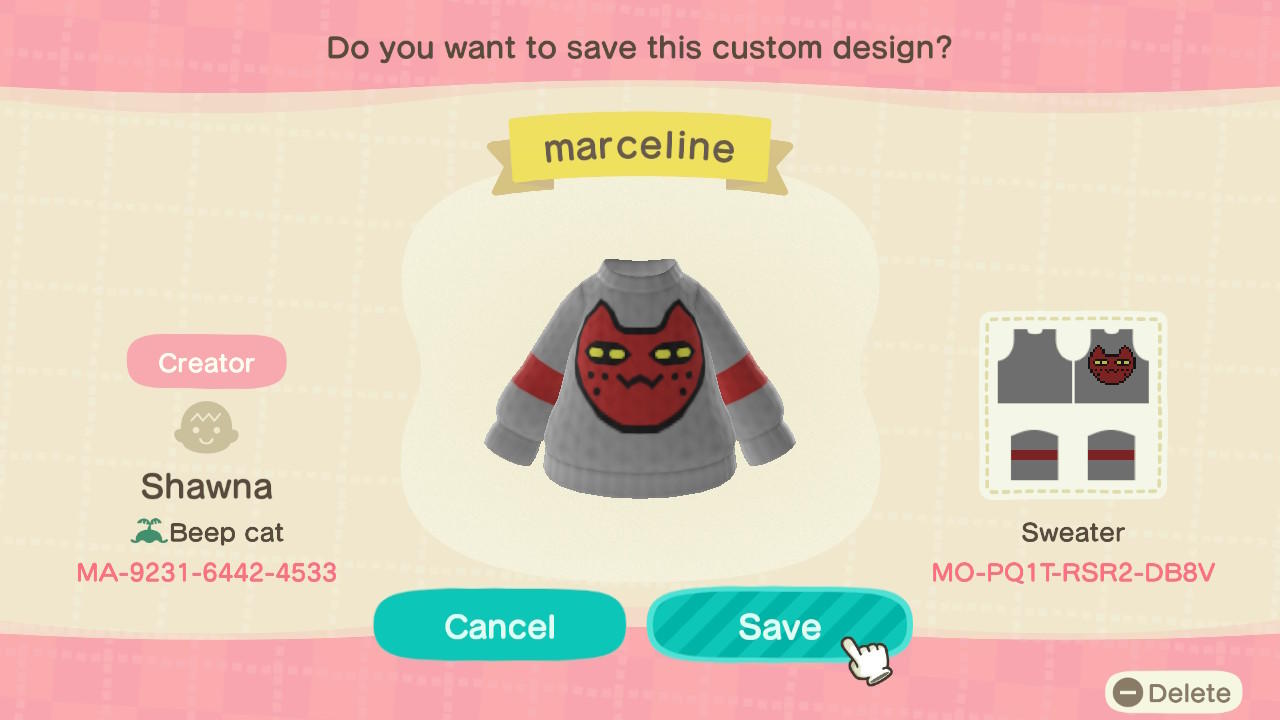 Do you want to save this custom design?
marceline
Creator
Shawna
Beep cat
MA-9231-6442-4533
Sweater
MO-PQ1T-RSR2-DB8V
Cancel
Save
Delete